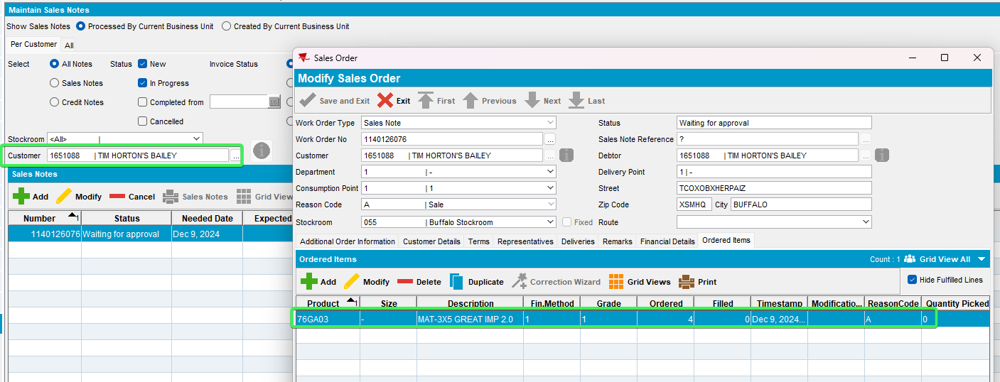 Maintain Sales Notes
Show Sales Notes Processed By Current Business Unit Created By Current Business Unit
Per Customer All
Select All Notes Status New Invoice Status
Sales Notes In Progress
Credit Notes Completed from 16
Cancelled
Stockroom <All> |
Customer 1651088 | TIM HORTON'S BAILEY ...
Sales Notes
Add Modify Cancel Sales Notes Grid View
Number 1 Status Needed Date Expected
1140126076 Waiting for approval Dec 9, 2024
Sales Order
Modify Sales Order
Save and Exit Exit First Previous Next Last
Work Order Type Sales Note Status Waiting for approval
Work Order No 1140126076 ... Sales Note Reference ? ...
Customer 1651088 | TIM HORTON'S BAILEY ... Debtor 1651088 | TIM HORTON'S BAILEY ...
Department 1 | - Delivery Point 1 | -
Consumption Point 1 | 1 Street TCOXOBXHERPAIZ
Reason Code A | Sale Zip Code XSMHQ City BUFFALO
Stockroom 055 | Buffalo Stockroom Fixed Route
Additional Order Information Customer Details Terms Representatives Deliveries Remarks Financial Details Ordered Items
Ordered Items Count : 1 Grid View All
Add Modify Delete Duplicate Correction Wizard Grid Views Print Hide Fulfilled Lines
Product 1 Size Description Fin.Method Grade Ordered Filled Timestamp Modificatio... ReasonCode Quantity Picked
76GA03 - MAT-3X5 GREAT IMP 2.0 1 1 4 0 Dec 9, 2024... A 0